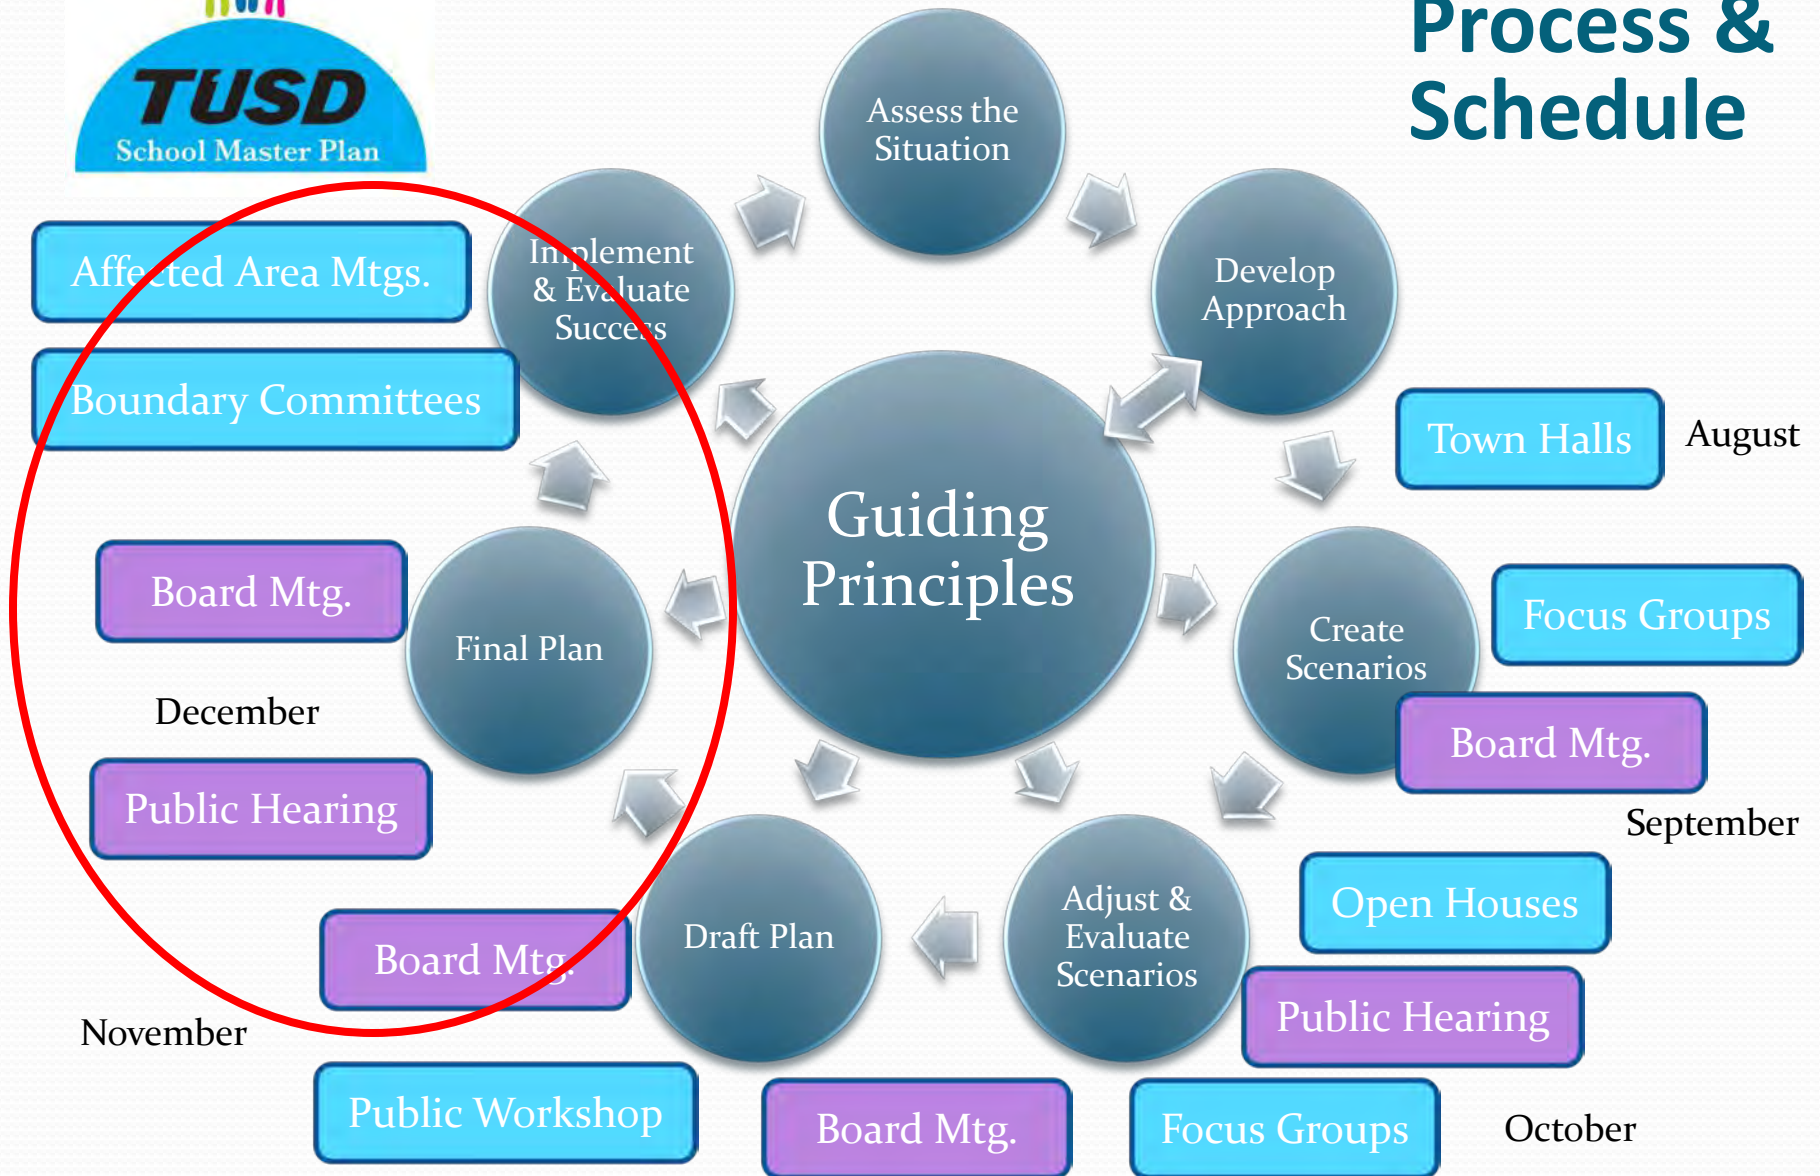 TUSD
School Master Plan
Process &
Schedule
Assess the
Situation
Develop
Approach
Town Halls
August
Create
Scenarios
Focus Groups
Board Mtg.
September
Open Houses
Adjust &
Evaluate
Scenarios
Public Hearing
Focus Groups
October
Board Mtg.
Draft Plan
Board Mtg.
Public Workshop
November
Public Hearing
December
Final Plan
Board Mtg.
Boundary Committees
Affected Area Mtgs.
Implement
& Evaluate
Success
Guiding
Principles